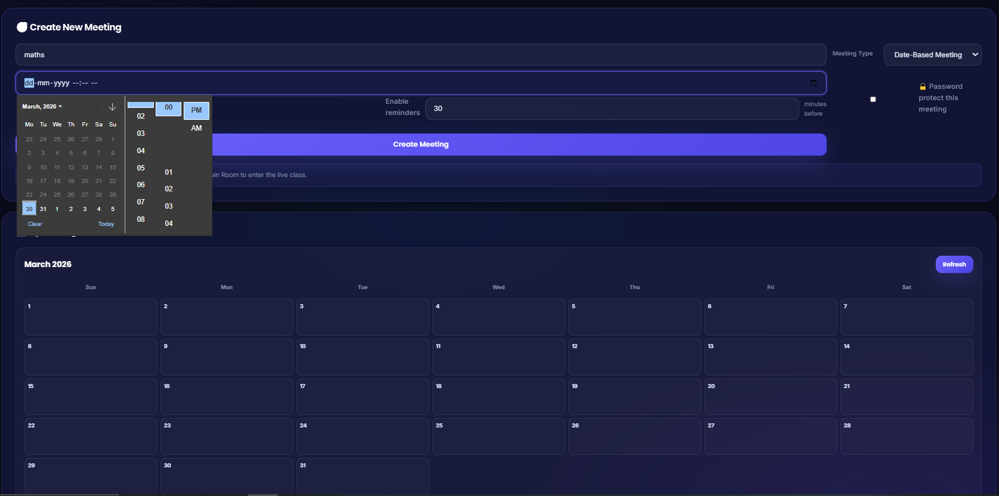 Create New Meeting
maths
Meeting Type
Date-Based Meeting
dd-mm-yyyy --:-- --
🔒 Password protect this meeting
Enable reminders
30
minutes before
March, 2026
Mo Tu We Th Fr Sa Su
23 24 25 26 27 28 1
2 3 4 5 6 7 8
9 10 11 12 13 14 15
16 17 18 19 20 21 22
23 24 25 26 27 28 29
30 31 1 2 3 4 5
Clear Today
02
03
04
05
06
07
08
00
01
02
03
04
PM
AM
Create Meeting
Room to enter the live class.
March 2026
Refresh
Sun Mon Tue Wed Thu Fri Sat
1 2 3 4 5 6 7
8 9 10 11 12 13 14
15 16 17 18 19 20 21
22 23 24 25 26 27 28
29 30 31